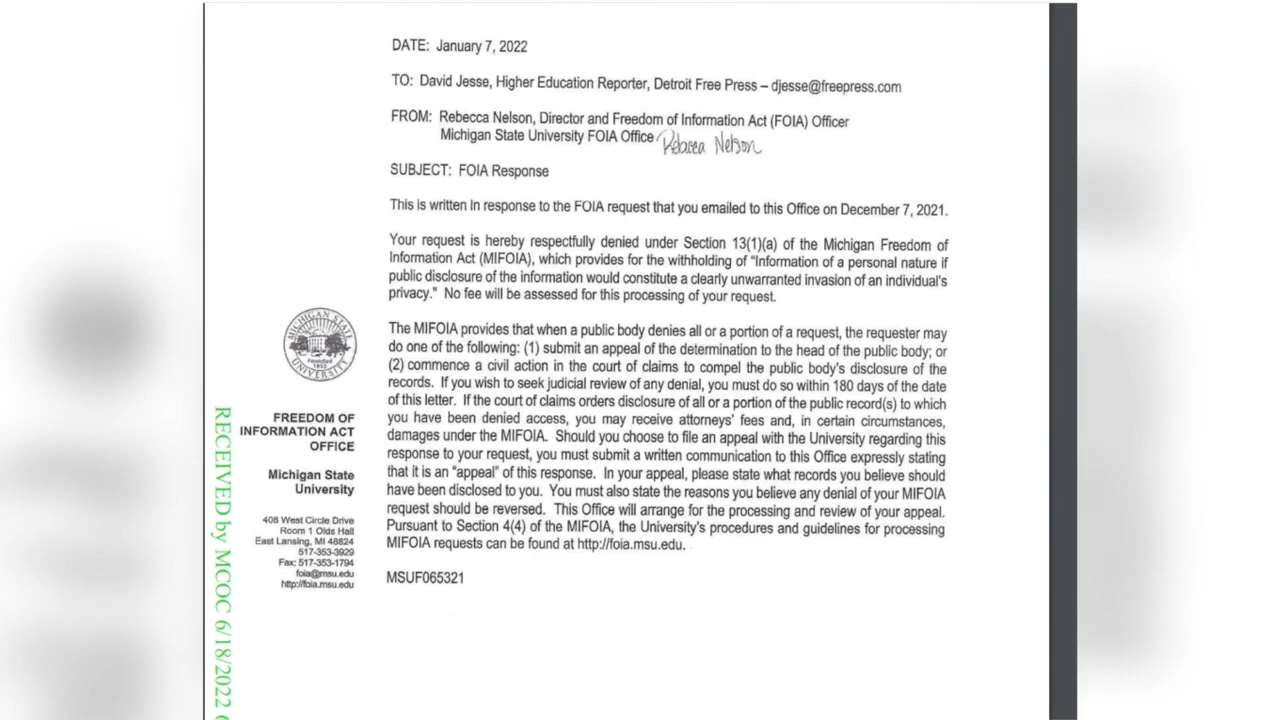 DATE: January 7, 2022
TO: David Jesse, Higher Education Reporter, Detroit Free Press – djesse@freepress.com
FROM: Rebecca Nelson, Director and Freedom of Information Act (FOIA) Officer
Michigan State University FOIA Office
Rebecca Nelson
SUBJECT: FOIA Response
This is written in response to the FOIA request that you emailed to this Office on December 7, 2021.
Your request is hereby respectfully denied under Section 13(1)(a) of the Michigan Freedom of
Information Act (MIFOIA), which provides for the withholding of "Information of a personal nature if
public disclosure of the information would constitute a clearly unwarranted invasion of an individual's
privacy." No fee will be assessed for this processing of your request.
The MIFOIA provides that when a public body denies all or a portion of a request, the requester may
do one of the following: (1) submit an appeal of the determination to the head of the public body; or
(2) commence a civil action in the court of claims to compel the public body's disclosure of the
records. If you wish to seek judicial review of any denial, you must do so within 180 days of the date
of this letter. If the court of claims orders disclosure of all or a portion of the public record(s) to which
you have been denied access, you may receive attorneys' fees and, in certain circumstances,
damages under the MIFOIA. Should you choose to file an appeal with the University regarding this
response to your request, you must submit a written communication to this Office expressly stating
that it is an "appeal" of this response. In your appeal, please state what records you believe should
have been disclosed to you. You must also state the reasons you believe any denial of your MIFOIA
request should be reversed. This Office will arrange for the processing and review of your appeal.
Pursuant to Section 4(4) of the MIFOIA, the University's procedures and guidelines for processing
MIFOIA requests can be found at http://foia.msu.edu.
MSUF065321
MICHIGAN STATE
UNIVERSITY
Founded
1855
FREEDOM OF
INFORMATION ACT
OFFICE
Michigan State
University
408 West Circle Drive
Room 1 Olds Hall
East Lansing, MI 48824
517-353-3929
Fax: 517-353-1794
foia@msu.edu
http://foia.msu.edu
RECEIVED by MCOC 6/18/2022